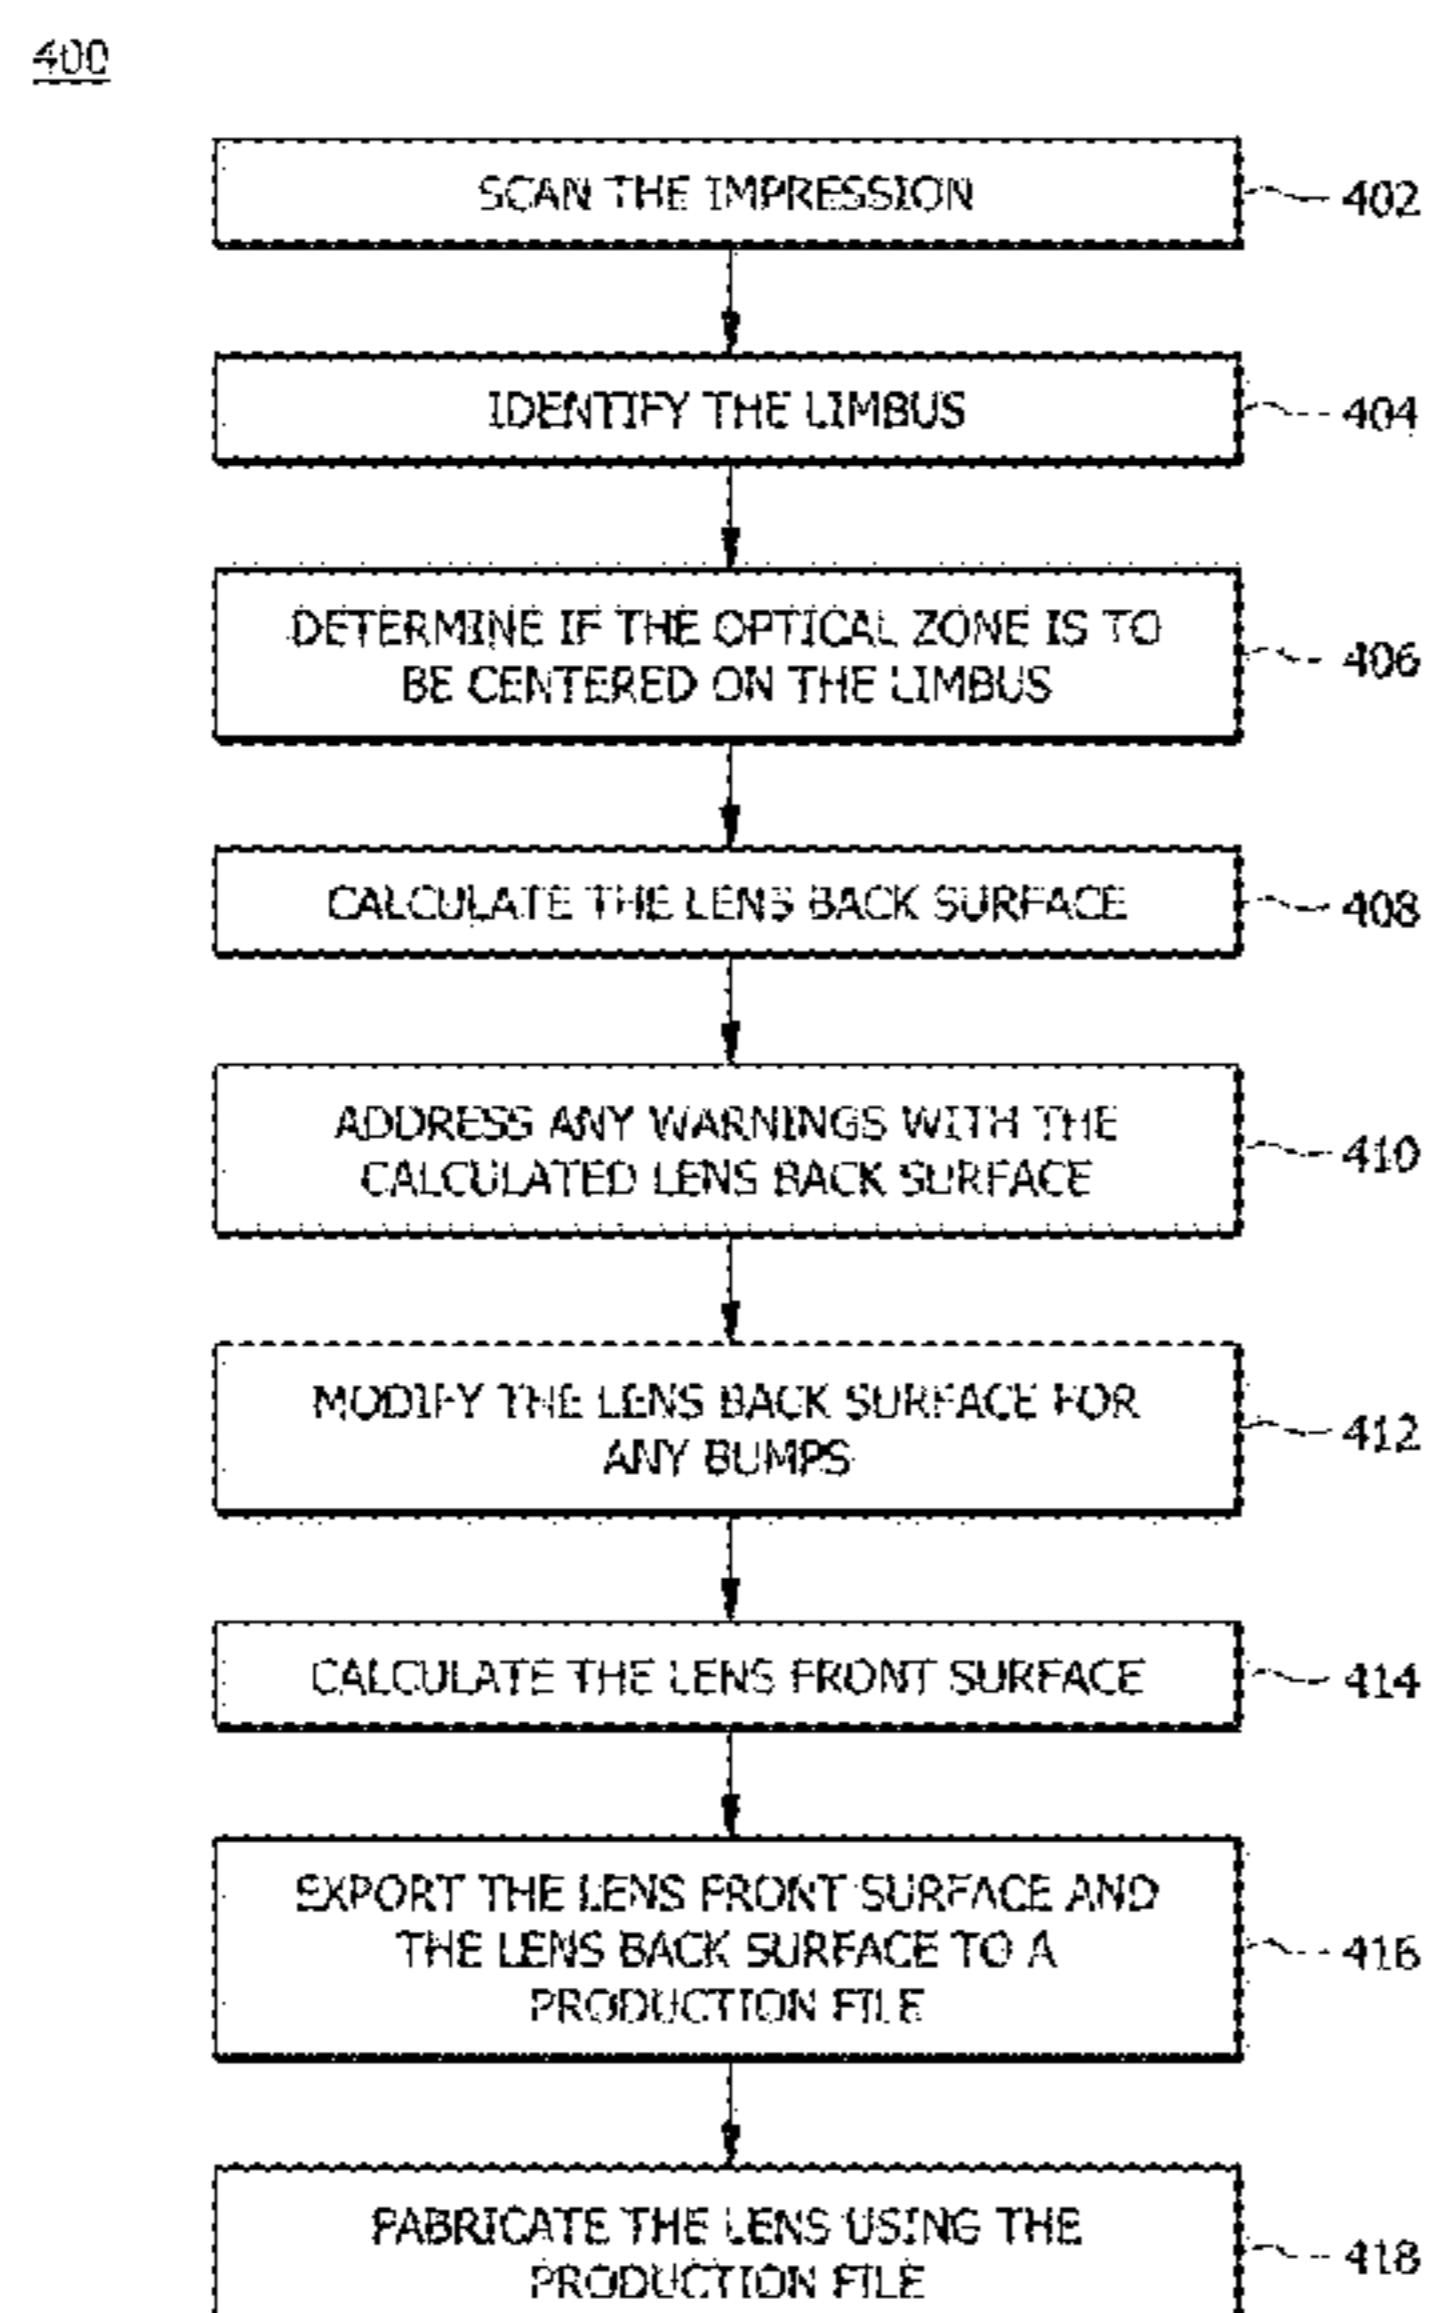 400
SCAN THE IMPRESSION
402
IDENTIFY THE LIMBUS
404
DETERMINE IF THE OPTICAL ZONE IS TO
BE CENTERED ON THE LIMBUS
406
CALCULATE THE LENS BACK SURFACE
408
ADDRESS ANY WARNINGS WITH THE
CALCULATED LENS BACK SURFACE
410
MODIFY THE LENS BACK SURFACE FOR
ANY BUMPS
412
CALCULATE THE LENS FRONT SURFACE
414
EXPORT THE LENS FRONT SURFACE AND
THE LENS BACK SURFACE TO A
PRODUCTION FILE
416
FABRICATE THE LENS USING THE
PRODUCTION FILE
418